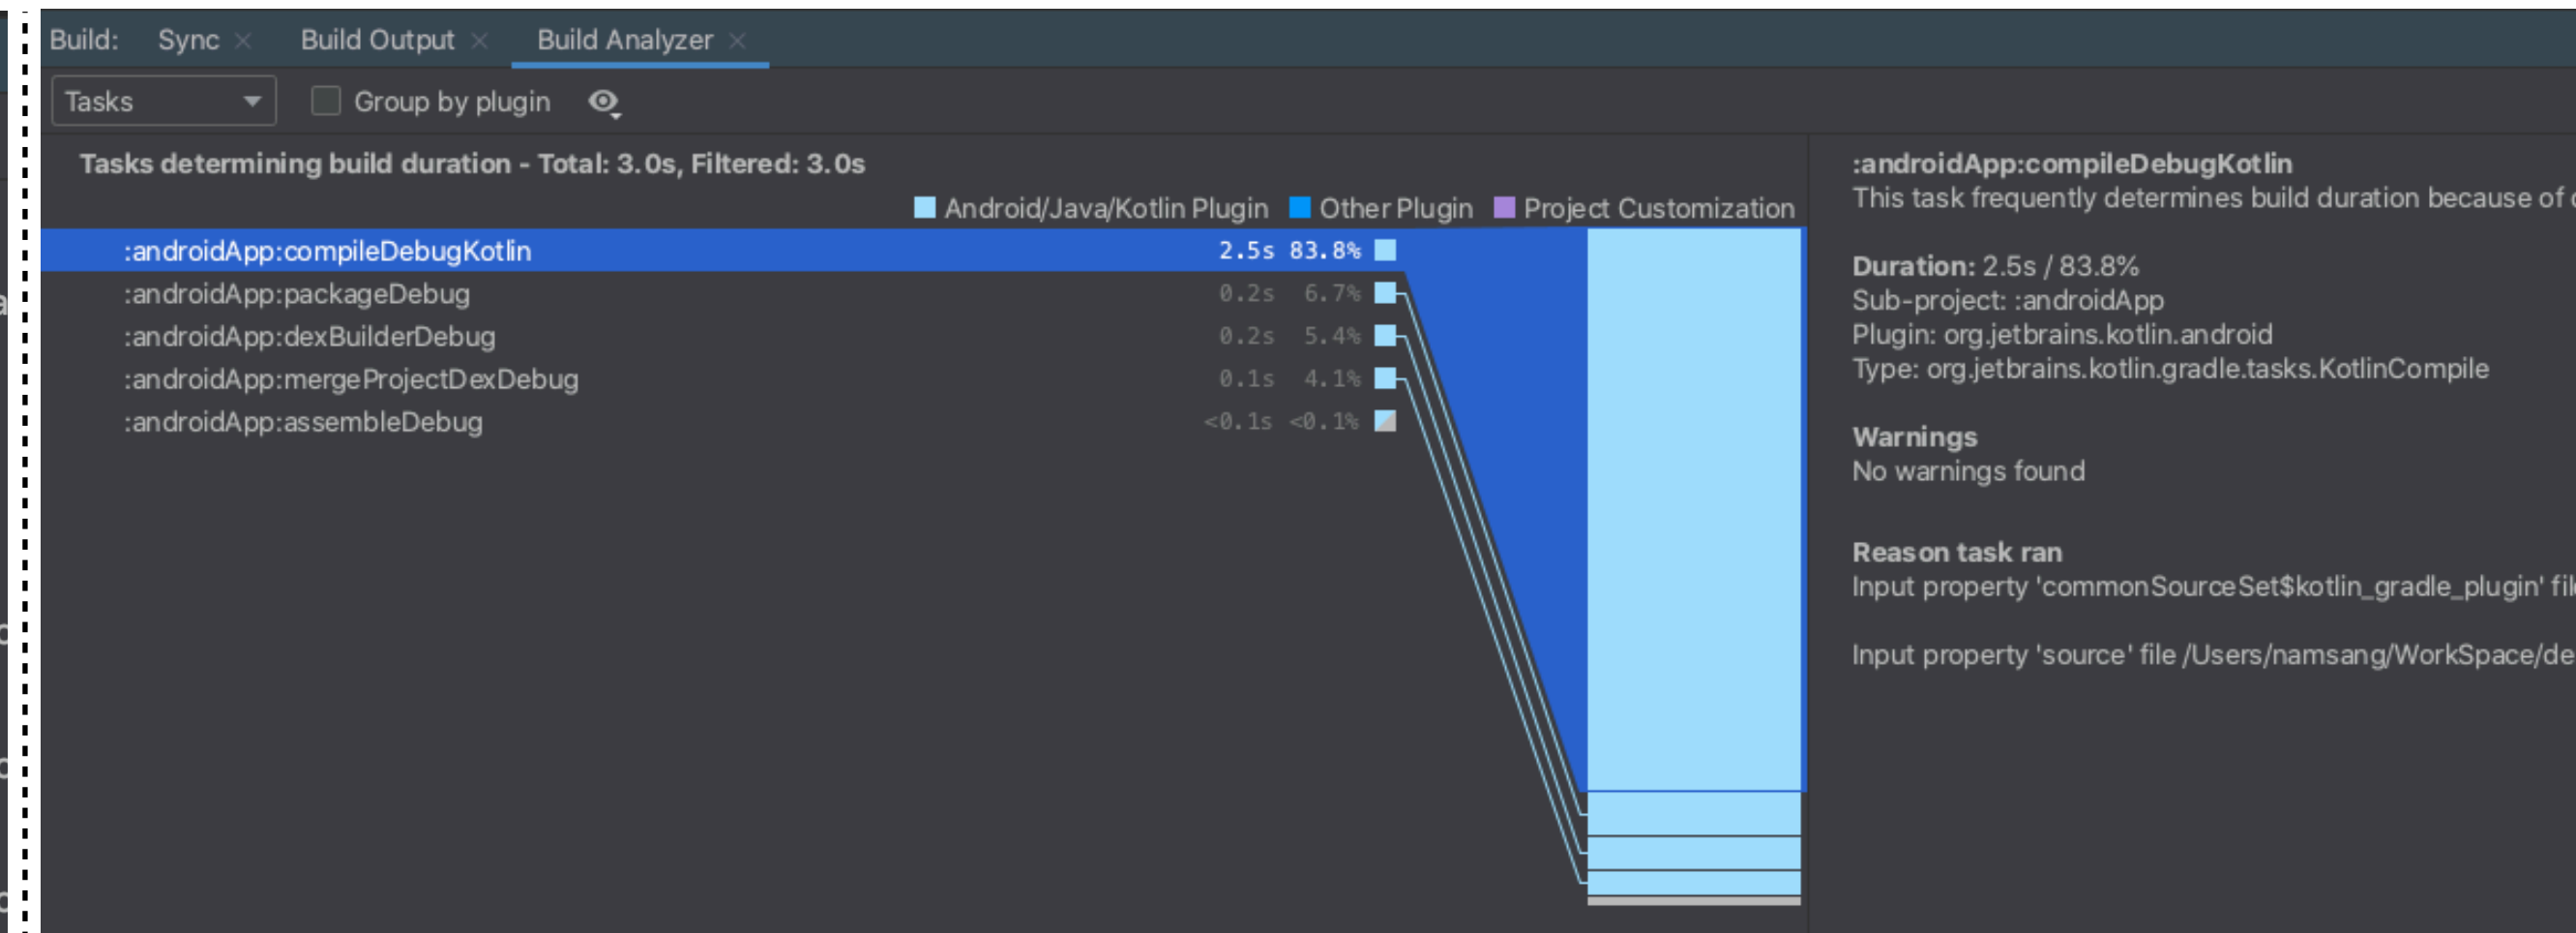 Build: Sync Build Output Build Analyzer
Tasks Group by plugin
Tasks determining build duration - Total: 3.0s, Filtered: 3.0s
Android/Java/Kotlin Plugin Other Plugin Project Customization
:androidApp:compileDebugKotlin 2.5s 83.8%
:androidApp:packageDebug 0.2s 6.7%
:androidApp:dexBuilderDebug 0.2s 5.4%
:androidApp:mergeProjectDexDebug 0.1s 4.1%
:androidApp:assembleDebug <0.1s <0.1%
:androidApp:compileDebugKotlin
This task frequently determines build duration because of
Duration: 2.5s / 83.8%
Sub-project: :androidApp
Plugin: org.jetbrains.kotlin.android
Type: org.jetbrains.kotlin.gradle.tasks.KotlinCompile
Warnings
No warnings found
Reason task ran
Input property 'commonSourceSet$kotlin_gradle_plugin'
Input property 'source' file /Users/namsang/WorkSpace/de